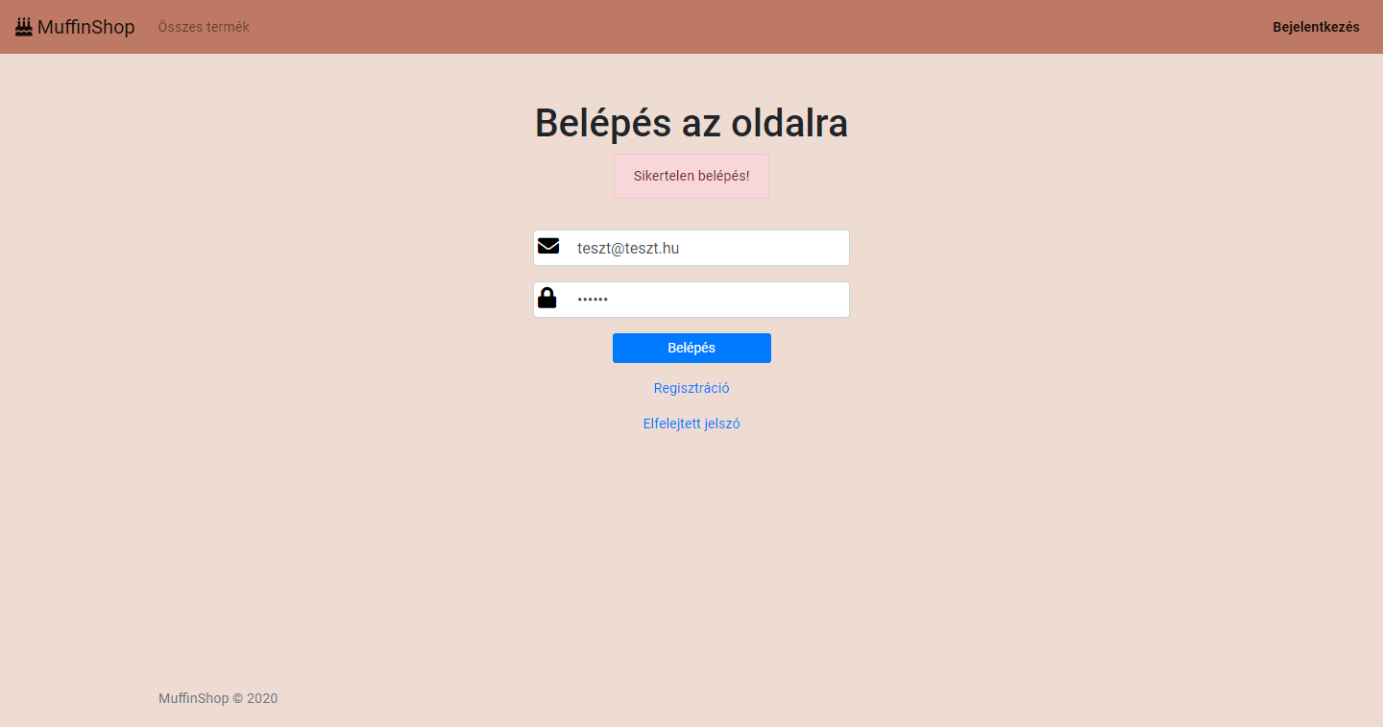 MuffinShop Összes termék Bejelentkezés
Belépés az oldalra
Sikertelen belépés!
teszt@teszt.hu
••••••
Belépés
Regisztráció
Elfelejtett jelszó
MuffinShop © 2020